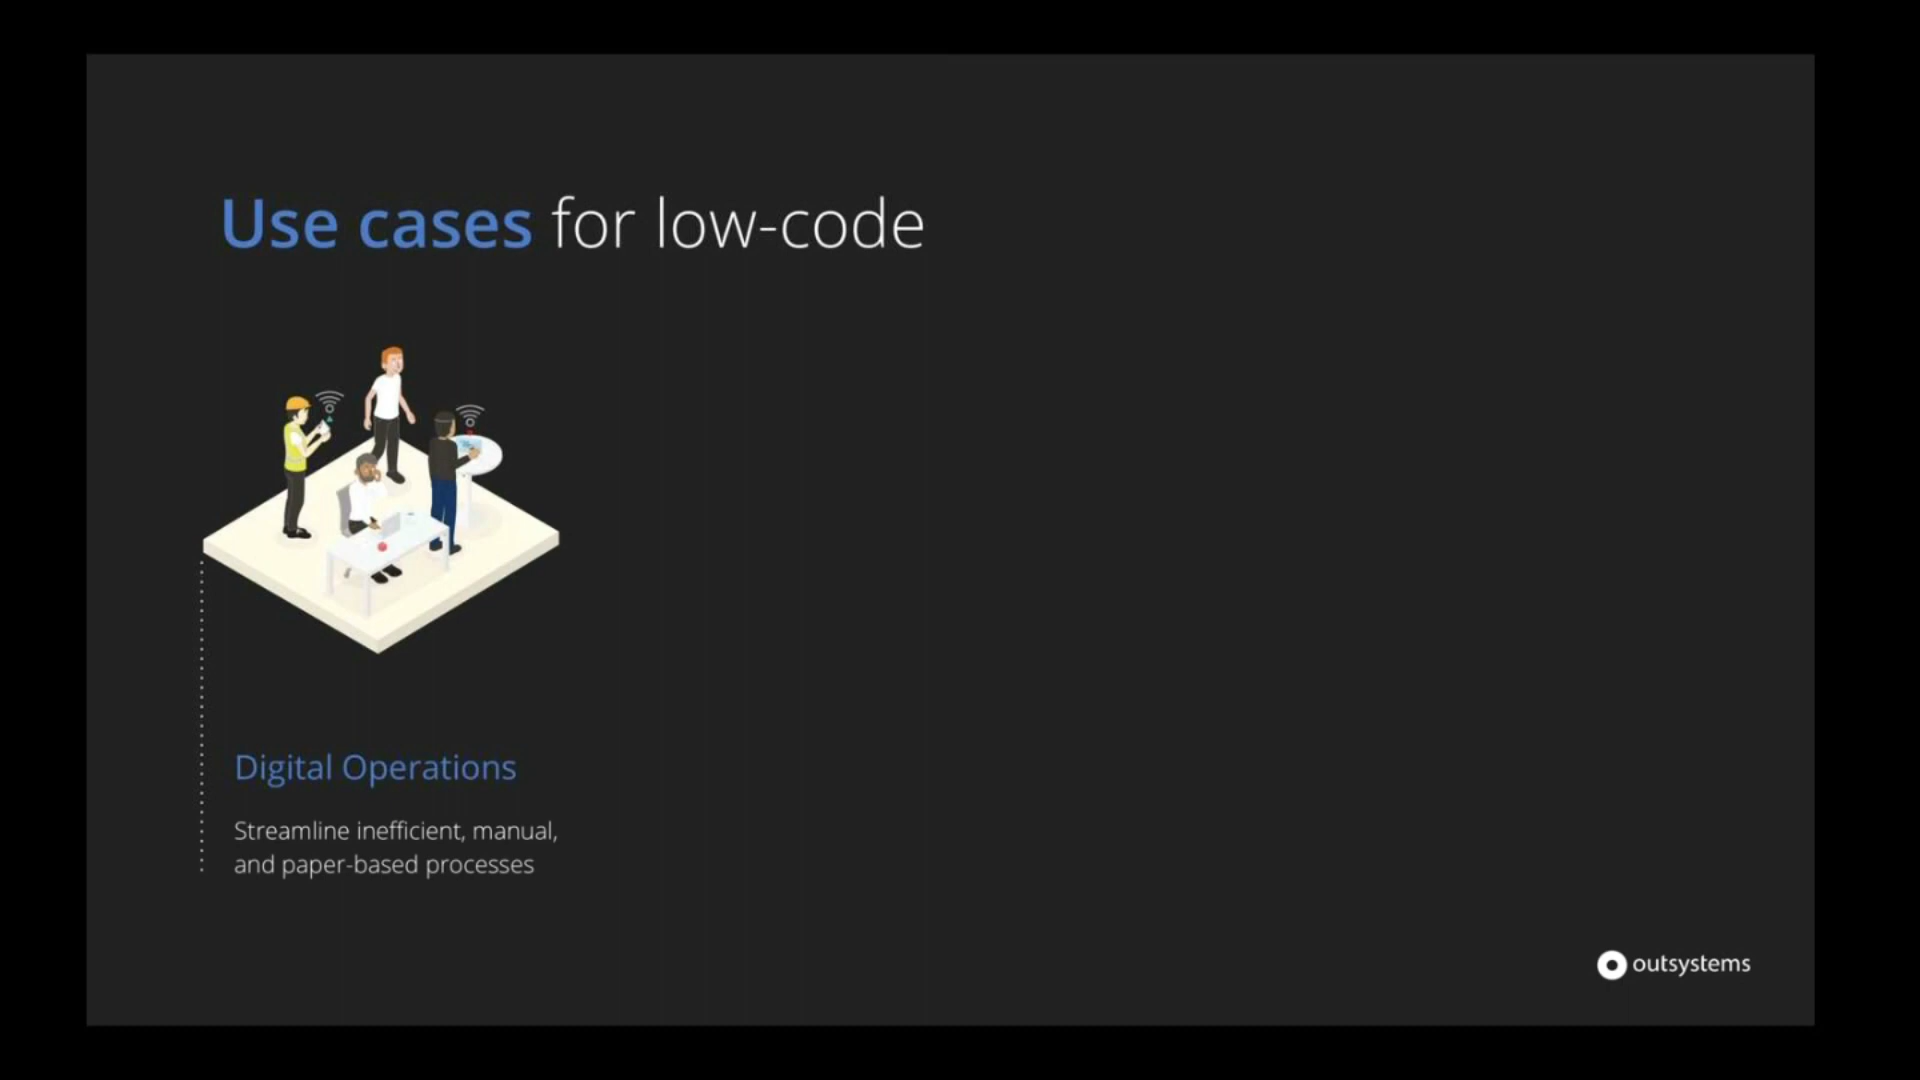 Use cases for low-code
Digital Operations
Streamline inefficient, manual,
and paper-based processes
outsystems